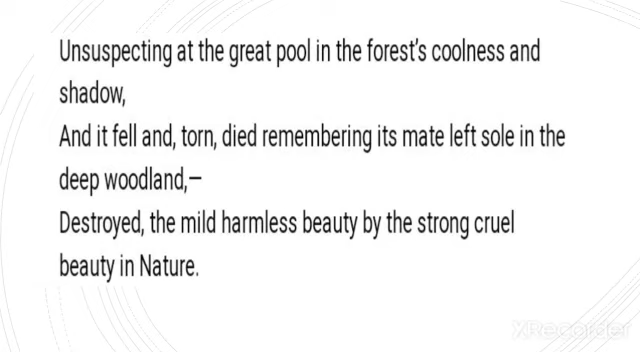 Unsuspecting at the great pool in the forest's coolness and
shadow,
And it fell and, torn, died remembering its mate left sole in the
deep woodland,—
Destroyed, the mild harmless beauty by the strong cruel
beauty in Nature.
XRecorder